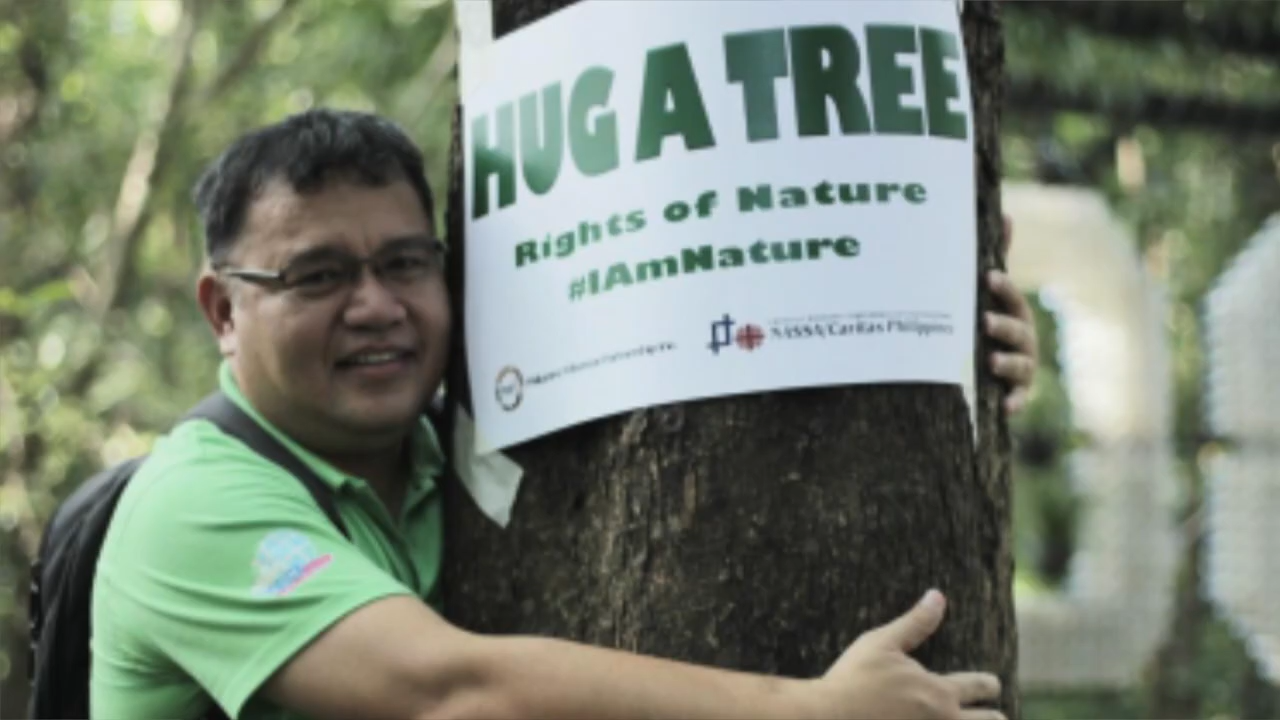 HUG A TREE
Rights of Nature
#IAmNature
NASSA/Caritas Philippines